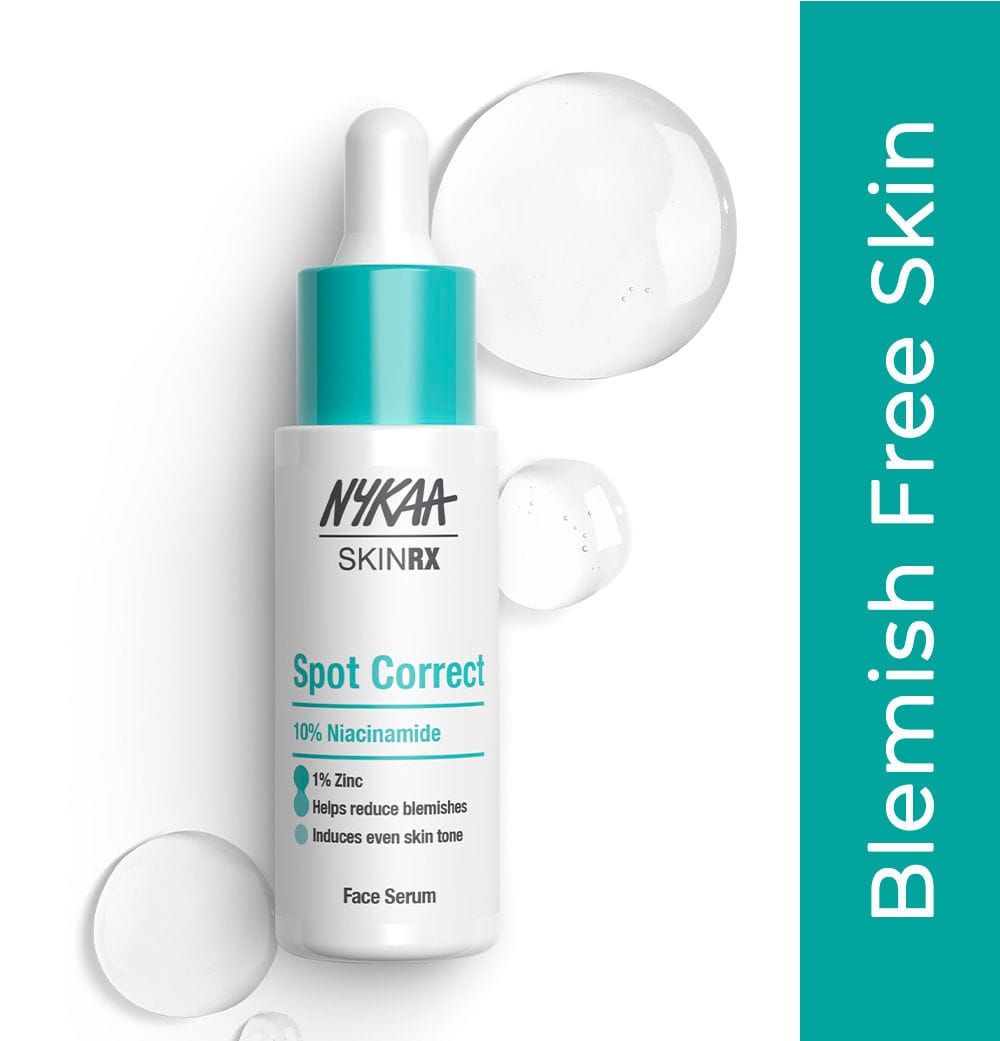 NYKAA
SKINRX
Spot Correct
10% Niacinamide
1% Zinc
Helps reduce blemishes
Induces even skin tone
Face Serum
Blemish Free Skin